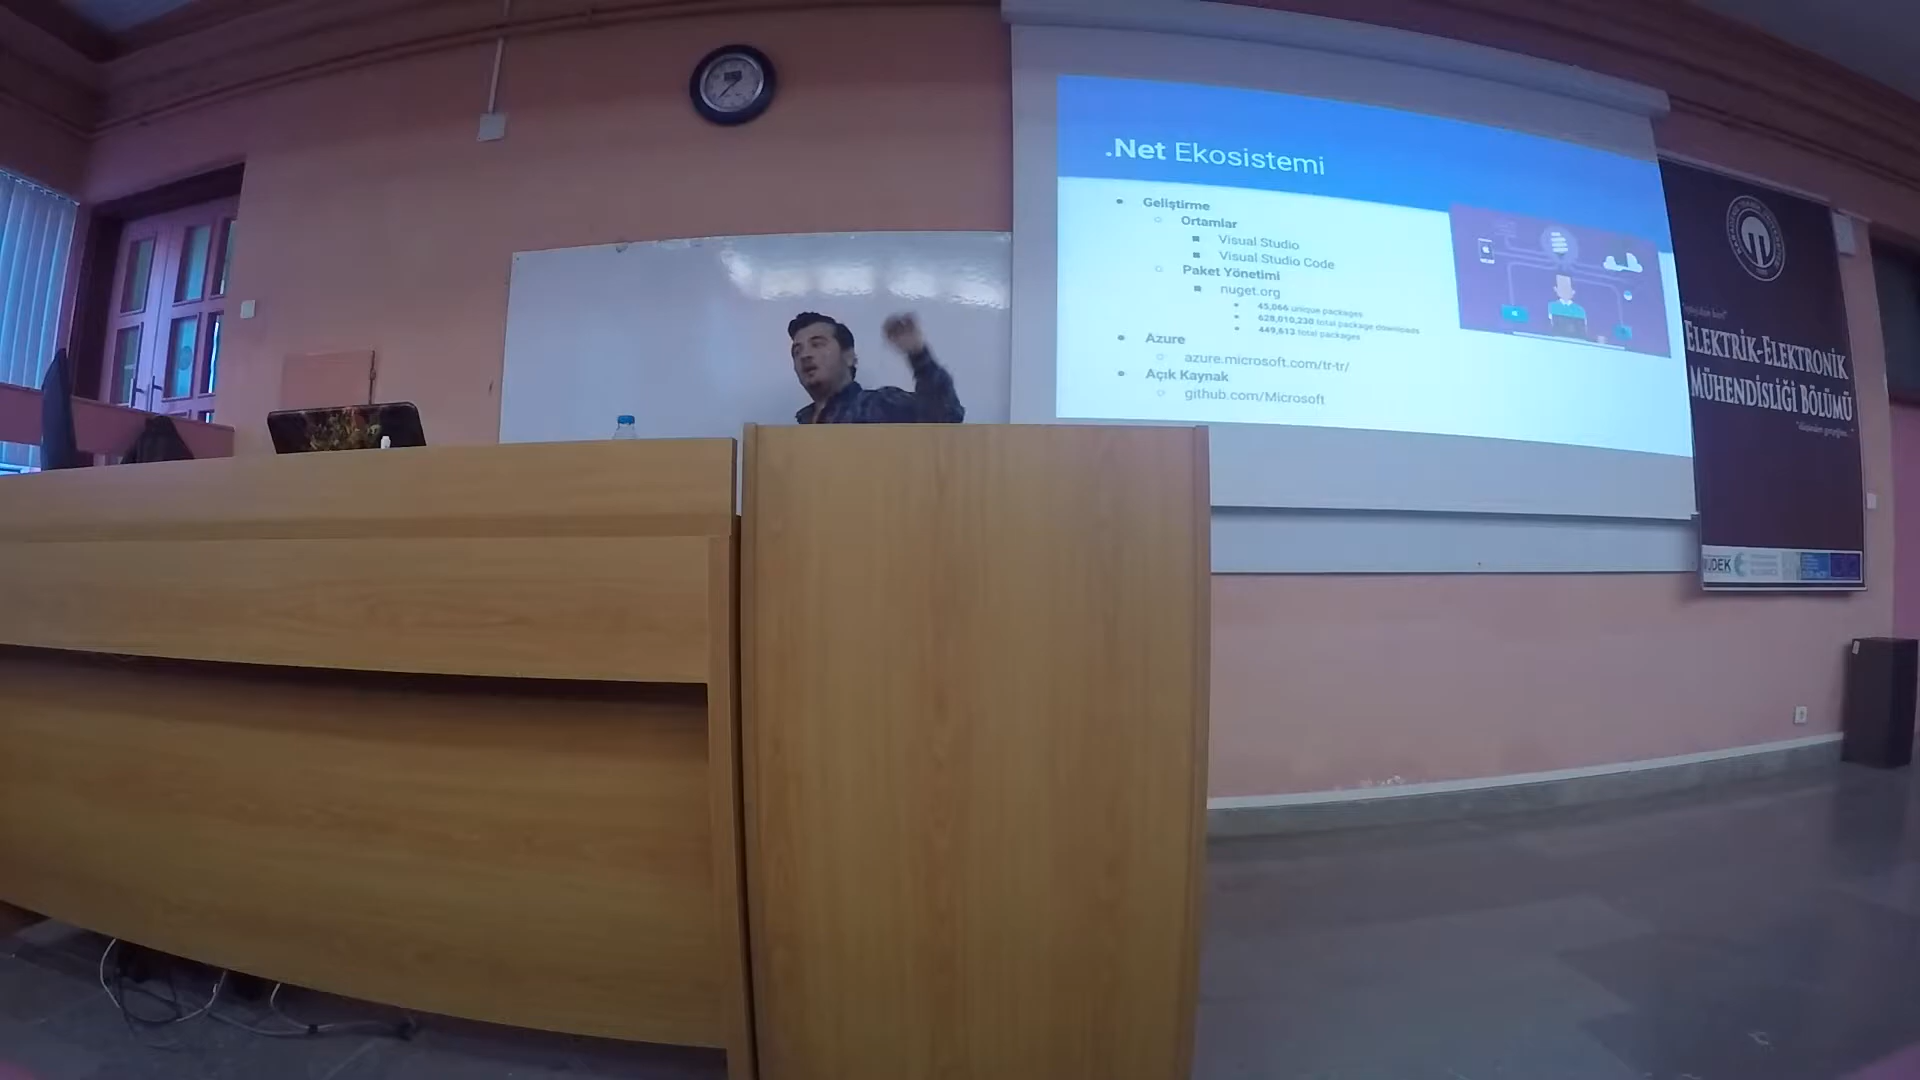 .Net Ekosistemi
Geliştirme
Ortamlar
Visual Studio
Visual Studio Code
Paket Yönetimi
nuget.org
45,066 unique packages
628,010,230 total package downloads
449,613 total packages
Azure
azure.microsoft.com/tr-tr/
Açık Kaynak
github.com/Microsoft
ELEKTRİK-ELEKTRONİK
MÜHENDİSLİĞİ BÖLÜMÜ